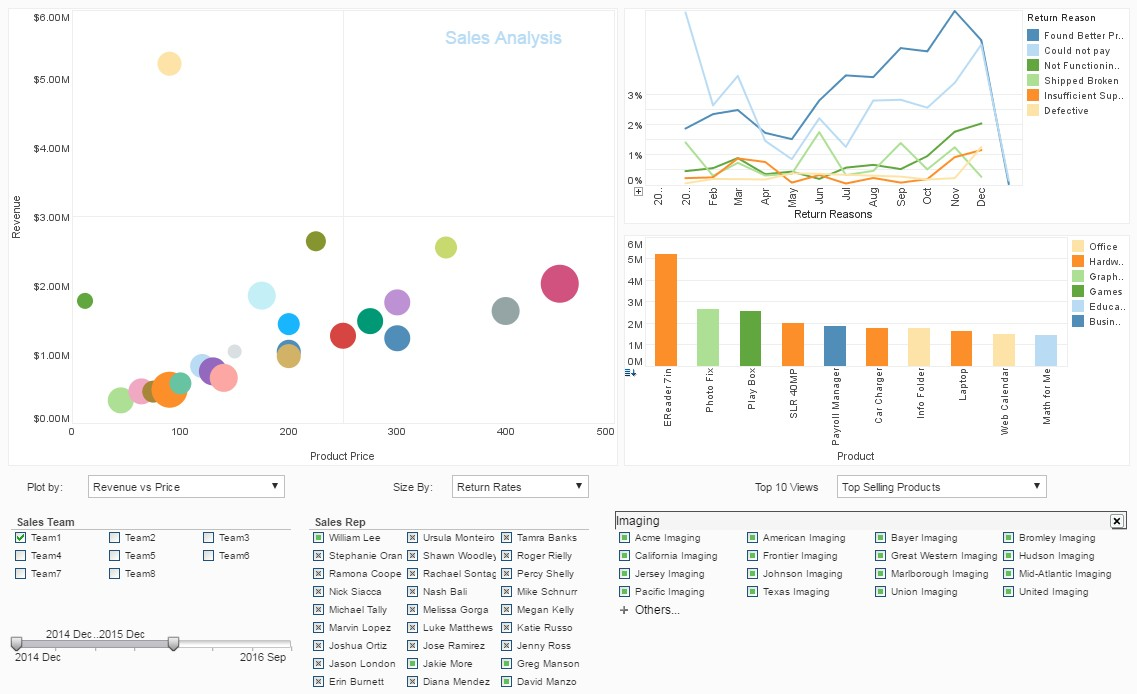 Sales Analysis
$6.00M
$5.00M
$4.00M
$3.00M
$2.00M
$1.00M
$0.00M
Revenue
0 100 200 300 400 500
Product Price
3%
2%
1%
0%
20.. 20.. Feb Mar Apr May Jun Jul Aug Sep Oct Nov Dec
Return Reasons
Return Reason
Found Better Pr..
Could not pay
Not Functionin..
Shipped Broken
Insufficient Sup..
Defective
6M
5M
4M
3M
2M
1M
0M
EReader 7in
Photo Fix
Play Box
SLR 40MP
Payroll Manager
Car Charger
Info Folder
Laptop
Web Calendar
Math for Me
Product
Office
Hardw..
Graph..
Games
Educa..
Busin..
Plot by: Revenue vs Price
Size By: Return Rates
Top 10 Views Top Selling Products
Sales Team
Team1 Team2 Team3
Team4 Team5 Team6
Team7 Team8
2014 Dec..2015 Dec
2014 Dec 2016 Sep
Sales Rep
William Lee Ursula Monteiro Tamra Banks
Stephanie Oran Shawn Woodley Roger Rielly
Ramona Coope Rachael Sontag Percy Shelly
Nick Siacca Nash Bali Mike Schnurr
Michael Tally Melissa Gorga Megan Kelly
Marvin Lopez Luke Matthews Katie Russo
Joshua Ortiz Jose Ramirez Jenny Ross
Jason London Jakie More Greg Manson
Erin Burnett Diana Mendez David Manzo
Imaging
Acme Imaging American Imaging Bayer Imaging Bromley Imaging
California Imaging Frontier Imaging Great Western Imaging Hudson Imaging
Jersey Imaging Johnson Imaging Marlborough Imaging Mid-Atlantic Imaging
Pacific Imaging Texas Imaging Union Imaging United Imaging
Others...